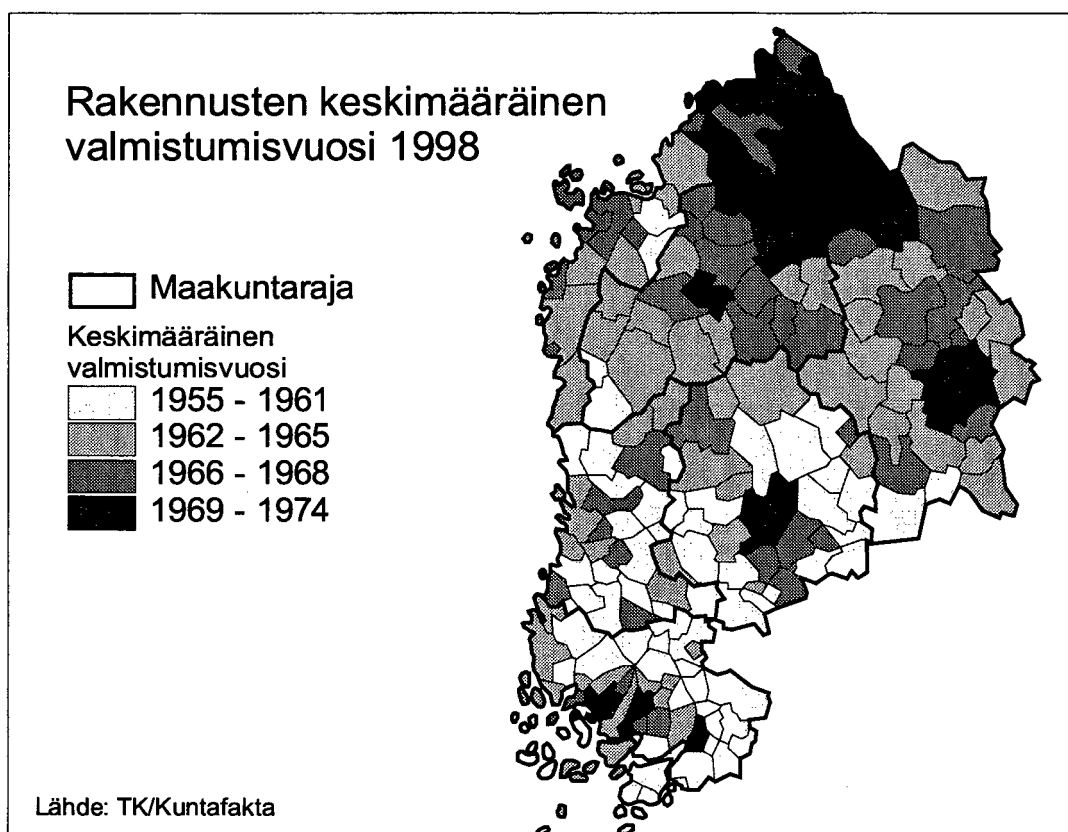 Rakennusten keskimääräinen
valmistumisvuosi 1998
Maakuntaraja
Keskimääräinen
valmistumisvuosi
1955 - 1961
1962 - 1965
1966 - 1968
1969 - 1974
Lähde: TK/Kuntafakta